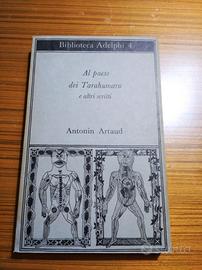 Biblioteca Adelphi 4
Al paese
dei Tarahumara
e altri scritti
Antonin Artaud